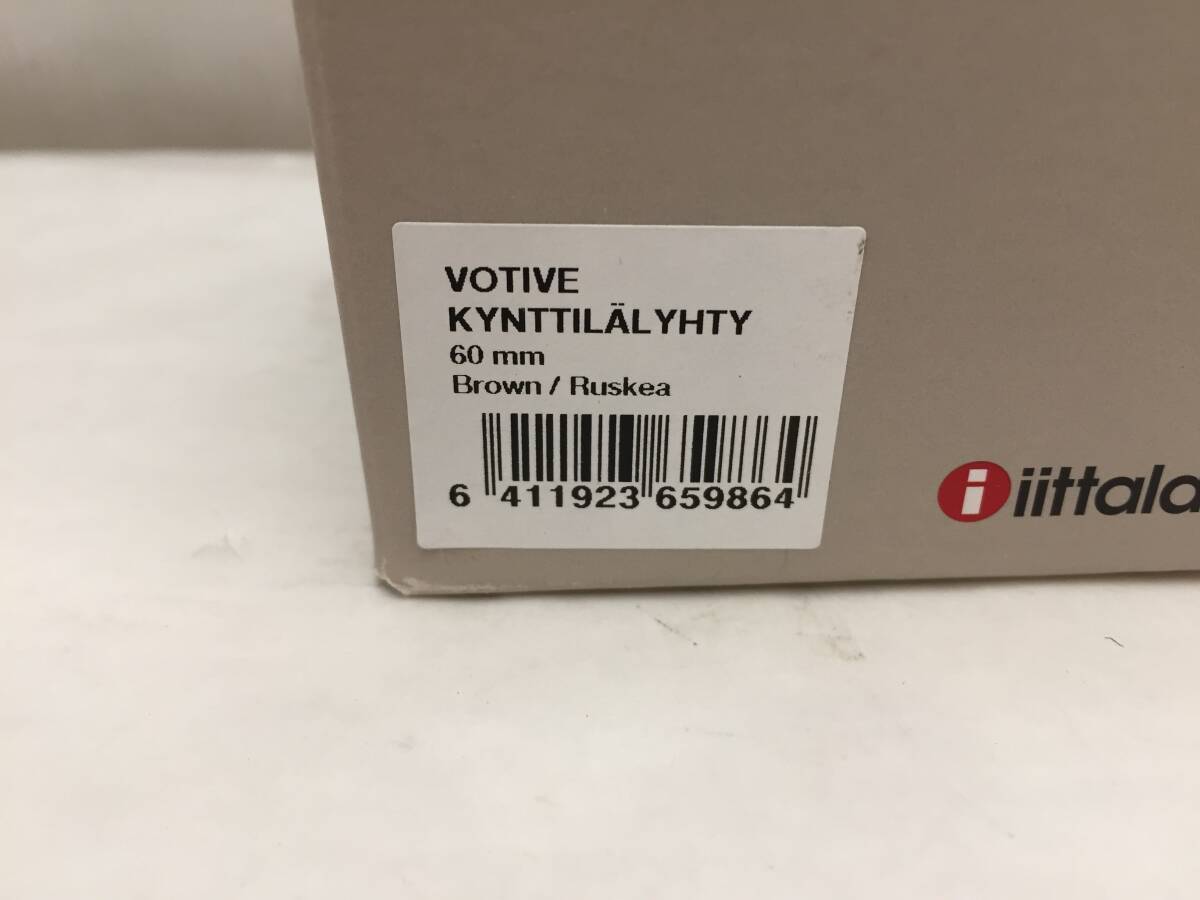 VOTIVE
KYNTTILÄLYHTY
60 mm
Brown / Ruskea
6 411923 659864
i iittala